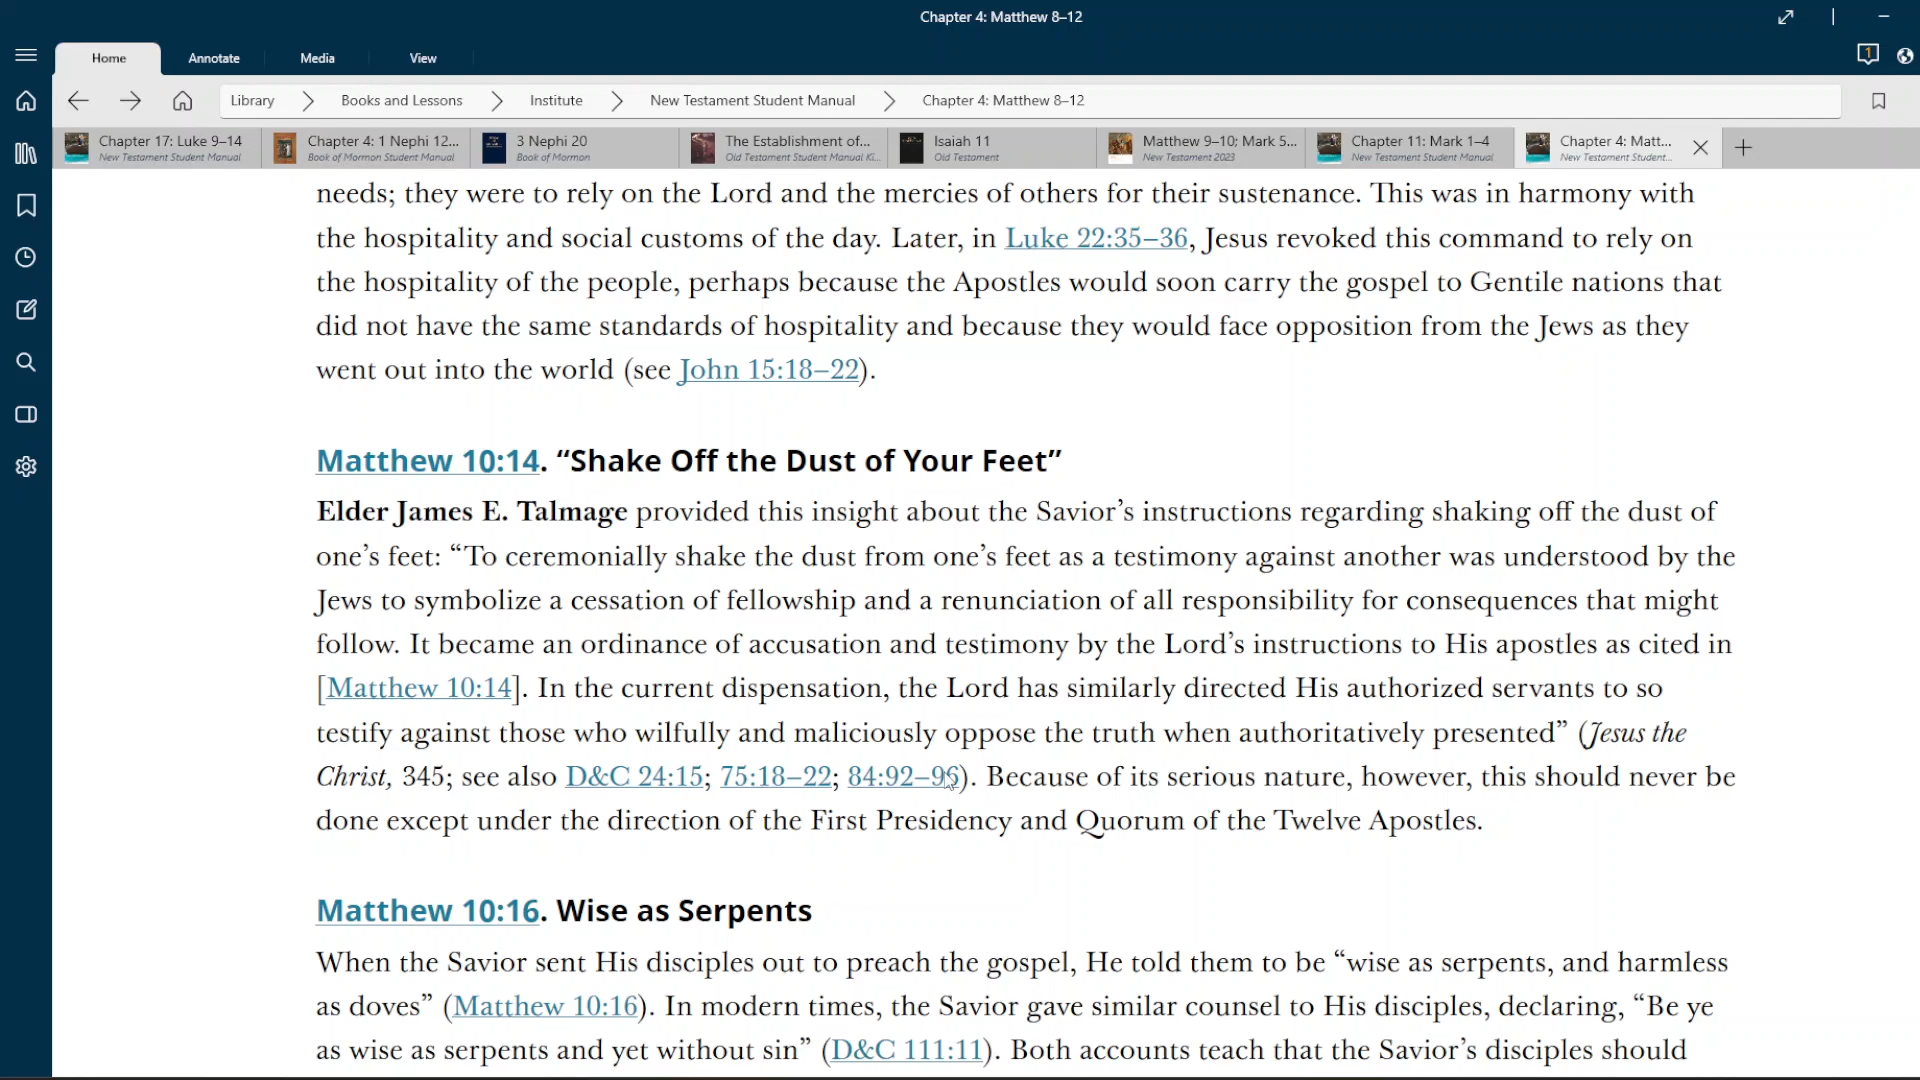 Chapter 4: Matthew 8–12
Home
Annotate
Media
View
1
Library
Books and Lessons
Institute
New Testament Student Manual
Chapter 4: Matthew 8–12
Chapter 17: Luke 9–14
New Testament Student Manual
Chapter 4: 1 Nephi 12...
Book of Mormon Student Manual
3 Nephi 20
Book of Mormon
The Establishment of...
Old Testament Student Manual Ki...
Isaiah 11
Old Testament
Matthew 9–10; Mark 5...
New Testament 2023
Chapter 11: Mark 1–4
New Testament Student Manual
Chapter 4: Matt...
New Testament Student...
needs; they were to rely on the Lord and the mercies of others for their sustenance. This was in harmony with
the hospitality and social customs of the day. Later, in Luke 22:35–36, Jesus revoked this command to rely on
the hospitality of the people, perhaps because the Apostles would soon carry the gospel to Gentile nations that
did not have the same standards of hospitality and because they would face opposition from the Jews as they
went out into the world (see John 15:18–22).
Matthew 10:14. “Shake Off the Dust of Your Feet”
Elder James E. Talmage provided this insight about the Savior’s instructions regarding shaking off the dust of
one’s feet: “To ceremonially shake the dust from one’s feet as a testimony against another was understood by the
Jews to symbolize a cessation of fellowship and a renunciation of all responsibility for consequences that might
follow. It became an ordinance of accusation and testimony by the Lord’s instructions to His apostles as cited in
[Matthew 10:14]. In the current dispensation, the Lord has similarly directed His authorized servants to so
testify against those who wilfully and maliciously oppose the truth when authoritatively presented” (Jesus the
Christ, 345; see also D&C 24:15; 75:18–22; 84:92–96). Because of its serious nature, however, this should never be
done except under the direction of the First Presidency and Quorum of the Twelve Apostles.
Matthew 10:16. Wise as Serpents
When the Savior sent His disciples out to preach the gospel, He told them to be “wise as serpents, and harmless
as doves” (Matthew 10:16). In modern times, the Savior gave similar counsel to His disciples, declaring, “Be ye
as wise as serpents and yet without sin” (D&C 111:11). Both accounts teach that the Savior’s disciples should